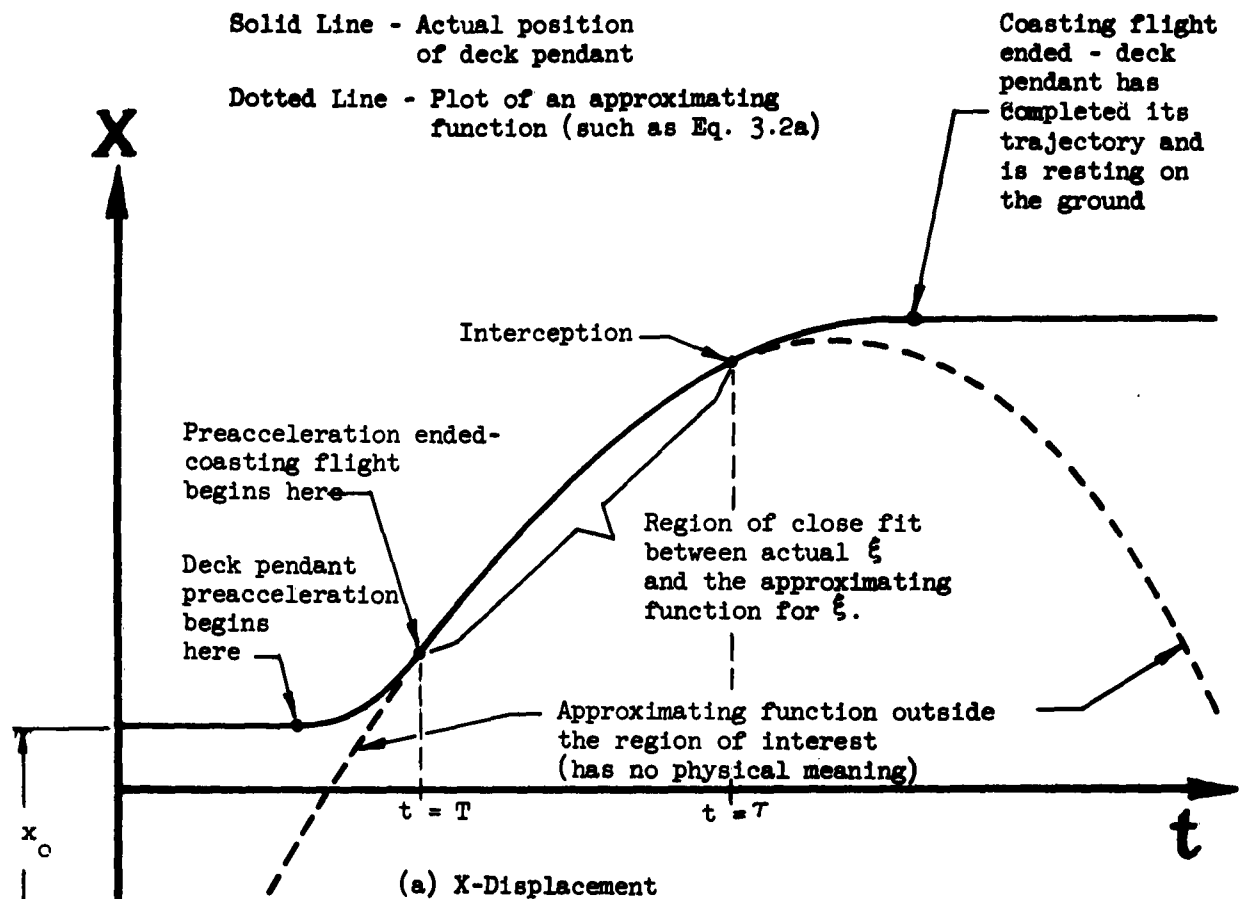 Solid Line - Actual position
of deck pendant
Dotted Line - Plot of an approximating
function (such as Eq. 3.2a)
Coasting flight
ended - deck
pendant has
completed its
trajectory and
is resting on
the ground
X
Interception
Preacceleration ended-
coasting flight
begins here
Region of close fit
between actual ξ
and the approximating
function for ξ.
Deck pendant
preacceleration
begins
here
Approximating function outside
the region of interest
(has no physical meaning)
t = T
t = τ
t
x₀
(a) X-Displacement